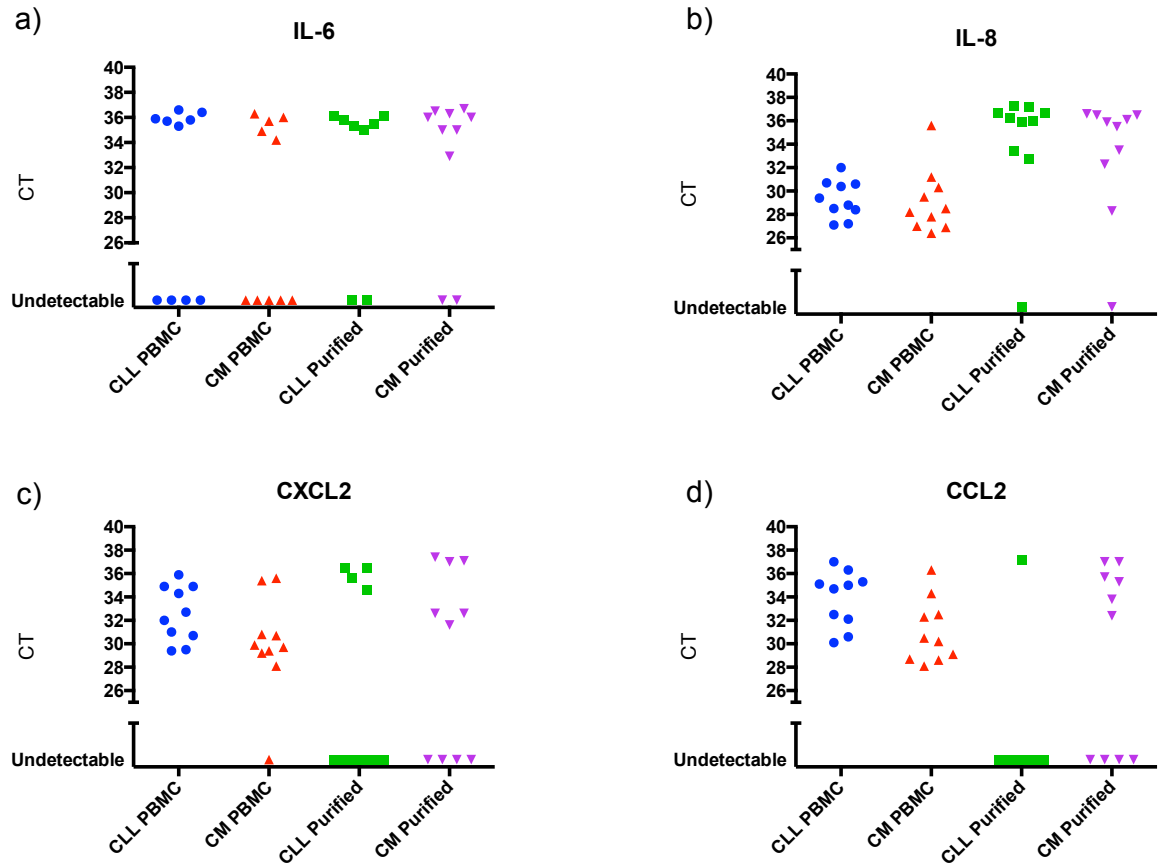 a)
IL-6
40
38
36
34
32
30
28
26
CT
Undetectable
CLL PBMC
CM PBMC
CLL Purified
CM Purified
b)
IL-8
40
38
36
34
32
30
28
26
CT
Undetectable
CLL PBMC
CM PBMC
CLL Purified
CM Purified
c)
CXCL2
40
38
36
34
32
30
28
26
CT
Undetectable
CLL PBMC
CM PBMC
CLL Purified
CM Purified
d)
CCL2
40
38
36
34
32
30
28
26
CT
Undetectable
CLL PBMC
CM PBMC
CLL Purified
CM Purified